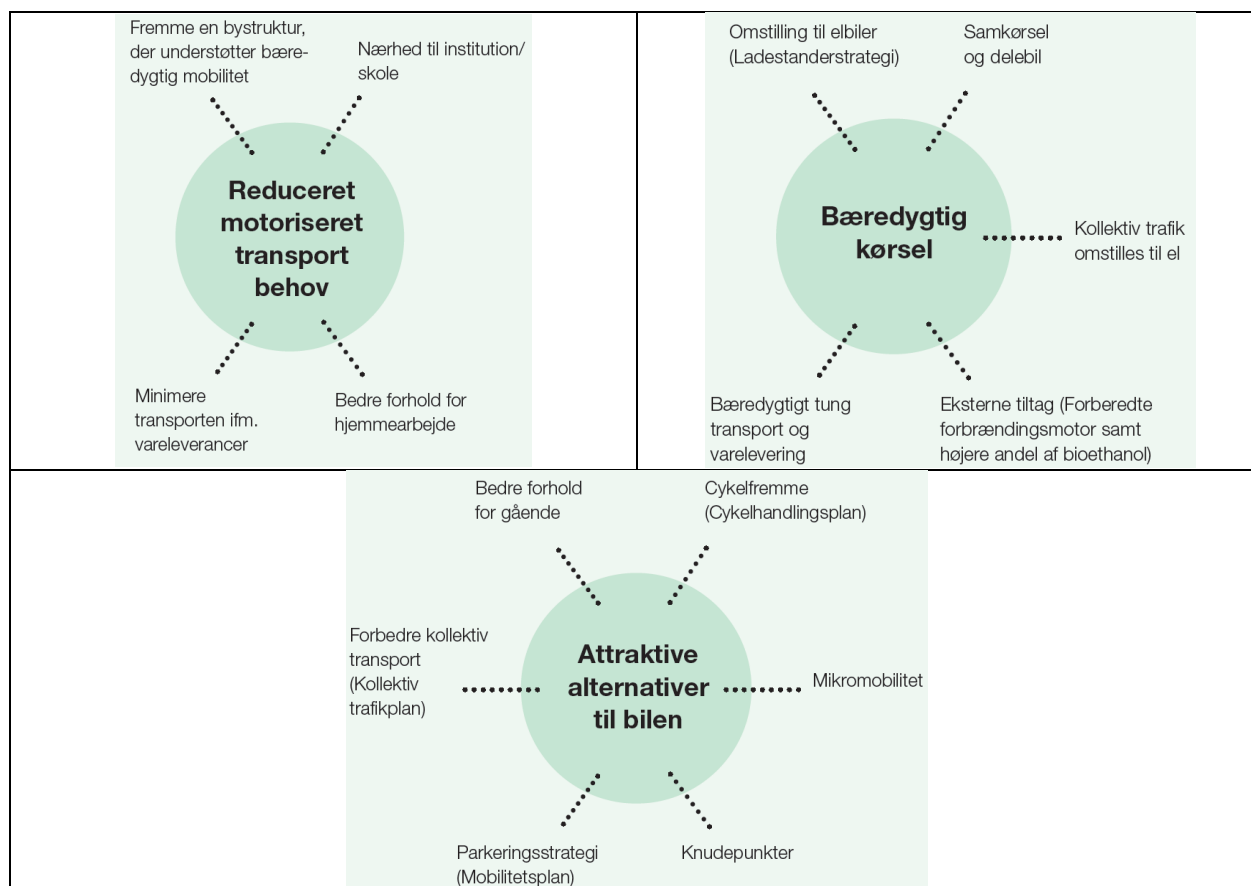 Fremme en bystruktur,
der understøtter bære-
dygtig mobilitet
Nærhed til institution/
skole
Reduceret
motoriseret
transport
behov
Minimere
transporten ifm.
vareleverancer
Bedre forhold for
hjemmearbejde
Omstilling til elbiler
(Ladestanderstrategi)
Samkørsel
og delebil
Bæredygtig
kørsel
Kollektiv trafik
omstilles til el
Bæredygtigt tung
transport og
varelevering
Eksterne tiltag (Forberedte
forbrændingsmotor samt
højere andel af bioethanol)
Bedre forhold
for gående
Cykelfremme
(Cykelhandlingsplan)
Forbedre kollektiv
transport
(Kollektiv
trafikplan)
Attraktive
alternativer
til bilen
Mikromobilitet
Parkeringsstrategi
(Mobilitetsplan)
Knudepunkter